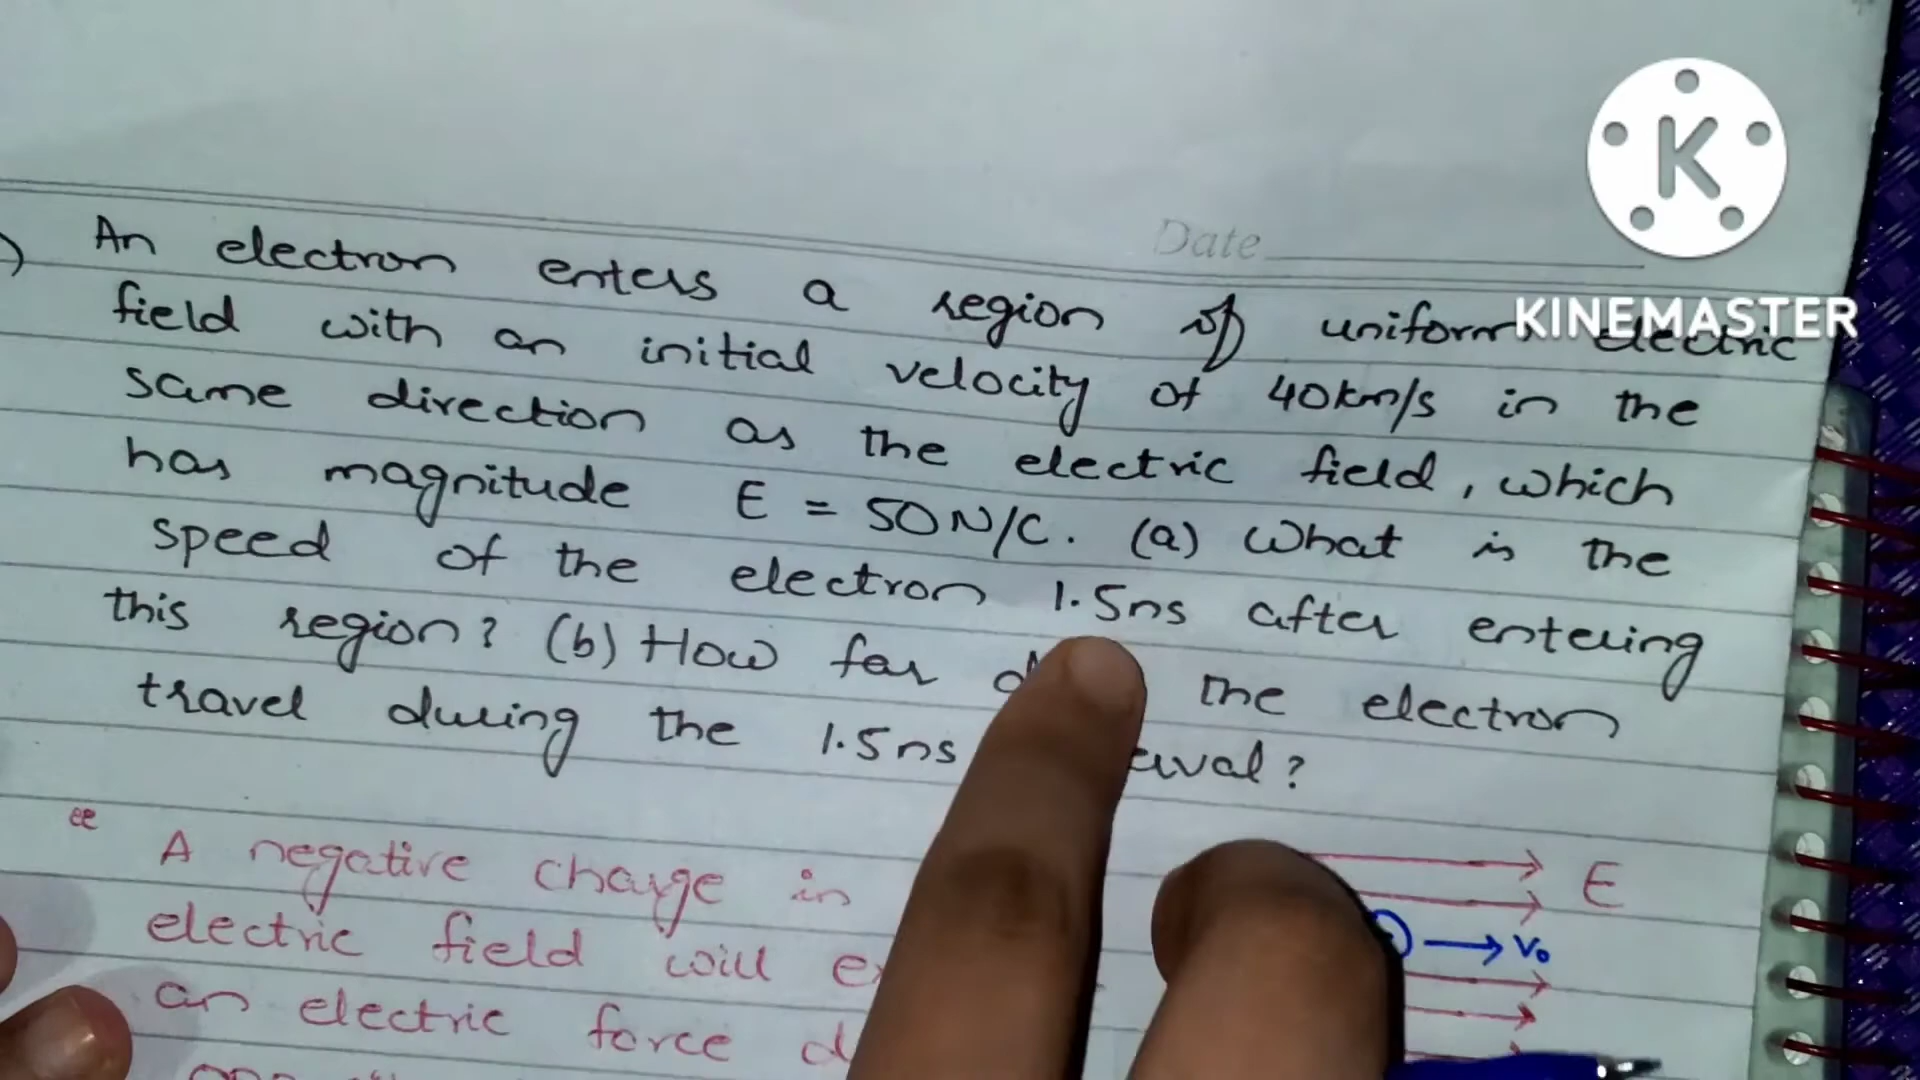 Date
KINEMASTER
An electron enters a region of uniform electric
field with an initial velocity of 40km/s in the
same direction as the electric field, which
has magnitude E = 50N/C. (a) What is the
speed of the electron 1.5ns after entering
this region? (b) How far the electron
travel during the 1.5ns
A negative charge in
electric field will
an electric force
E
v₀